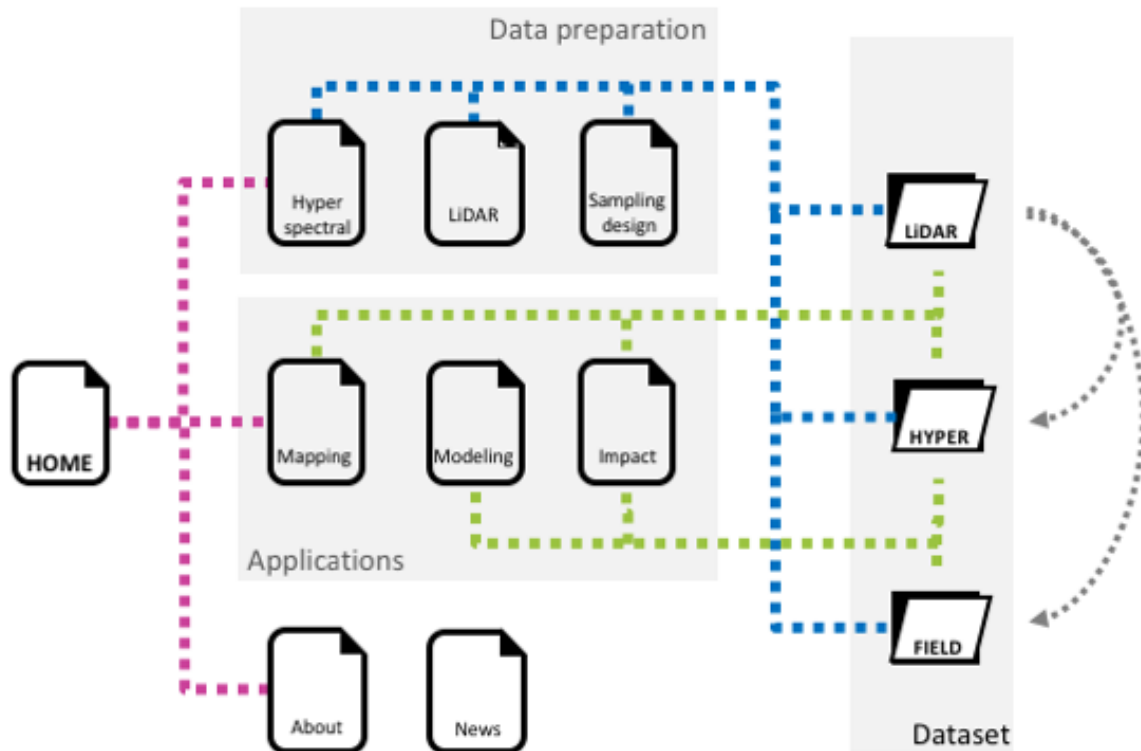 Data preparation
Hyper
spectral
LiDAR
Sampling
design
LiDAR
HOME
Mapping
Modeling
Impact
HYPER
Applications
About
News
FIELD
Dataset